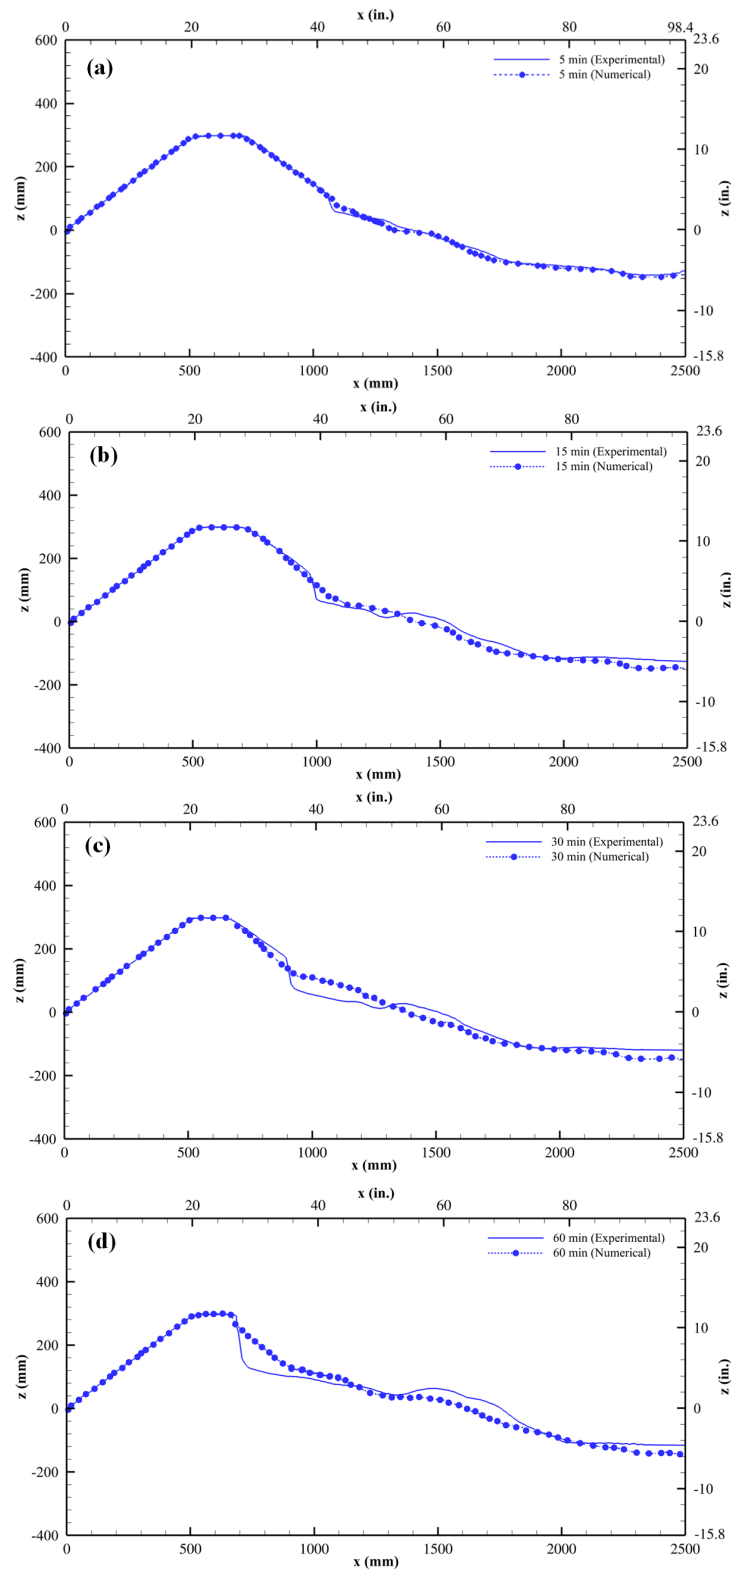 x (in.)
0 20 40 60 80 98.4
600 23.6
(a)
5 min (Experimental)
5 min (Numerical)
20
400
200 10
z (mm)
z (in.)
0 0
-200
-10
-400 -15.8
0 500 1000 1500 2000 2500
x (mm)
x (in.)
0 20 40 60 80
600 23.6
(b)
15 min (Experimental)
15 min (Numerical)
20
400
200 10
z (mm)
z (in.)
0 0
-200
-10
-400 -15.8
0 500 1000 1500 2000 2500
x (mm)
x (in.)
0 20 40 60 80
600 23.6
(c)
30 min (Experimental)
30 min (Numerical)
20
400
200 10
z (mm)
z (in.)
0 0
-200
-10
-400 -15.8
0 500 1000 1500 2000 2500
x (mm)
x (in.)
0 20 40 60 80
600 23.6
(d)
60 min (Experimental)
60 min (Numerical)
20
400
200 10
z (mm)
z (in.)
0 0
-200
-10
-400 -15.8
0 500 1000 1500 2000 2500
x (mm)